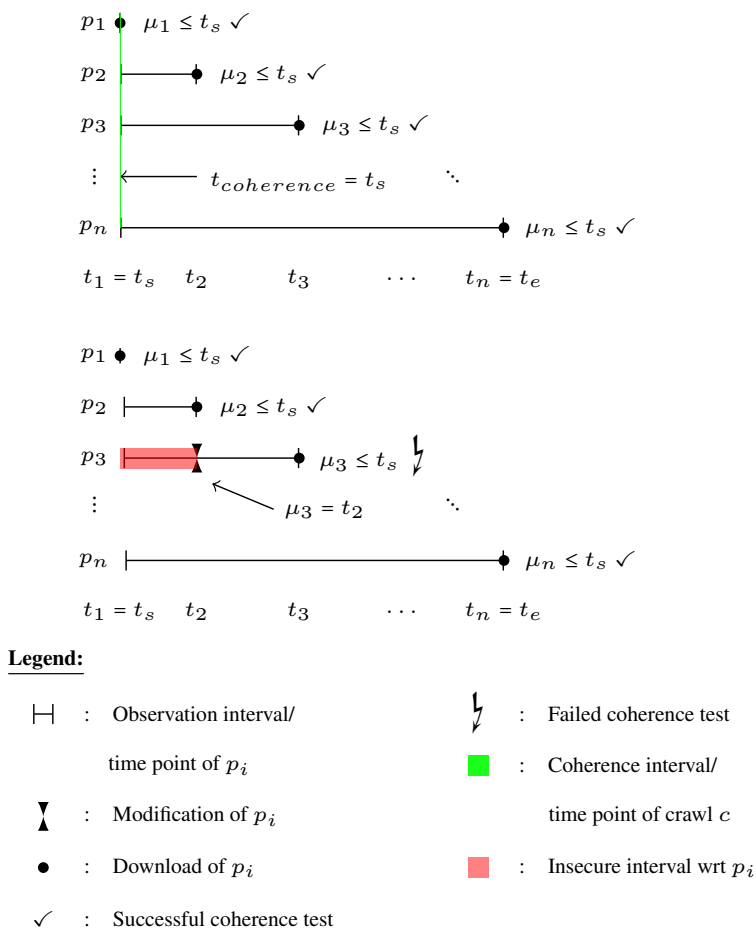 p₁ μ₁ ≤ tₛ ✓
p₂ μ₂ ≤ tₛ ✓
p₃ μ₃ ≤ tₛ ✓
⋮ t_coherence = tₛ ⋱
pₙ μₙ ≤ tₛ ✓
t₁ = tₛ t₂ t₃ ⋯ tₙ = tₑ
p₁ μ₁ ≤ tₛ ✓
p₂ μ₂ ≤ tₛ ✓
p₃ μ₃ ≤ tₛ
⋮ μ₃ = t₂ ⋱
pₙ μₙ ≤ tₛ ✓
t₁ = tₛ t₂ t₃ ⋯ tₙ = tₑ
Legend:
: Observation interval/
time point of pᵢ
: Modification of pᵢ
: Download of pᵢ
✓ : Successful coherence test
: Failed coherence test
: Coherence interval/
time point of crawl c
: Insecure interval wrt pᵢ